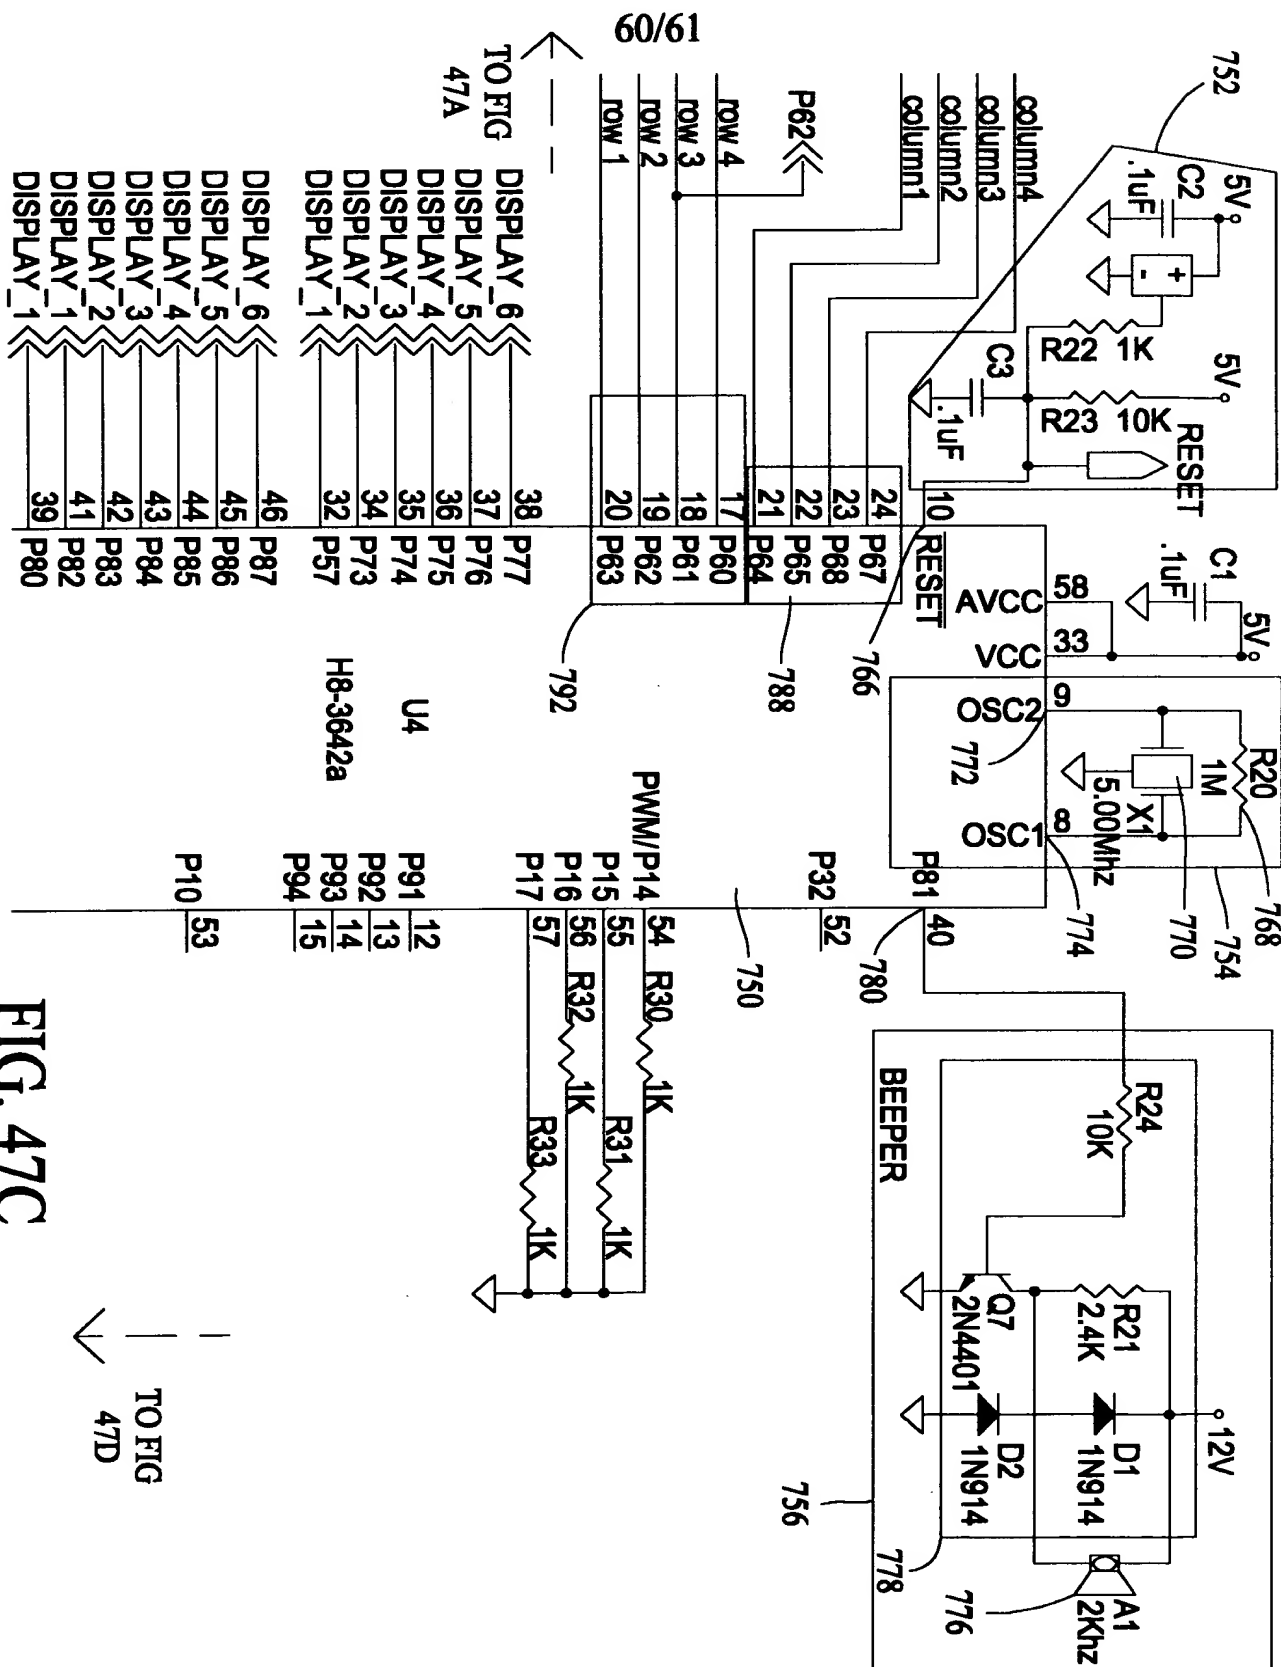 60/61
TO FIG
47A
752
5V
C2
.1uF
+
-
R22 1K
5V
R23 10K
C3
.1uF
RESET
column4
column3
column2
column1
P62
row 4
row 3
row 2
row 1
DISPLAY_6
DISPLAY_5
DISPLAY_4
DISPLAY_3
DISPLAY_2
DISPLAY_1
DISPLAY_6
DISPLAY_5
DISPLAY_4
DISPLAY_3
DISPLAY_2
DISPLAY_1
DISPLAY_1
10 RESET
24 P67
23 P68
22 P65
21 P64
17 P60
18 P61
19 P62
20 P63
38 P77
37 P76
36 P75
35 P74
34 P73
32 P57
46 P87
45 P86
44 P85
43 P84
42 P83
41 P82
39 P80
766
788
792
C1
.1uF
5V
AVCC 58
VCC 33
OSC2 9
OSC1 8
772
774
R20
1M
X1
5.00Mhz
768
770
754
U4
H8-3642a
P81 40
780
P32 52
750
PWM/P14 54
P15 55
P16 56
P17 57
P91 12
P92 13
P93 14
P94 15
P10 53
R30 1K
R32 1K
R31 1K
R33 1K
BEEPER
R24
10K
Q7
2N4401
R21
2.4K
D1
1N914
D2
1N914
12V
A1
2Khz
756
778
776
TO FIG
47D
FIG. 47C